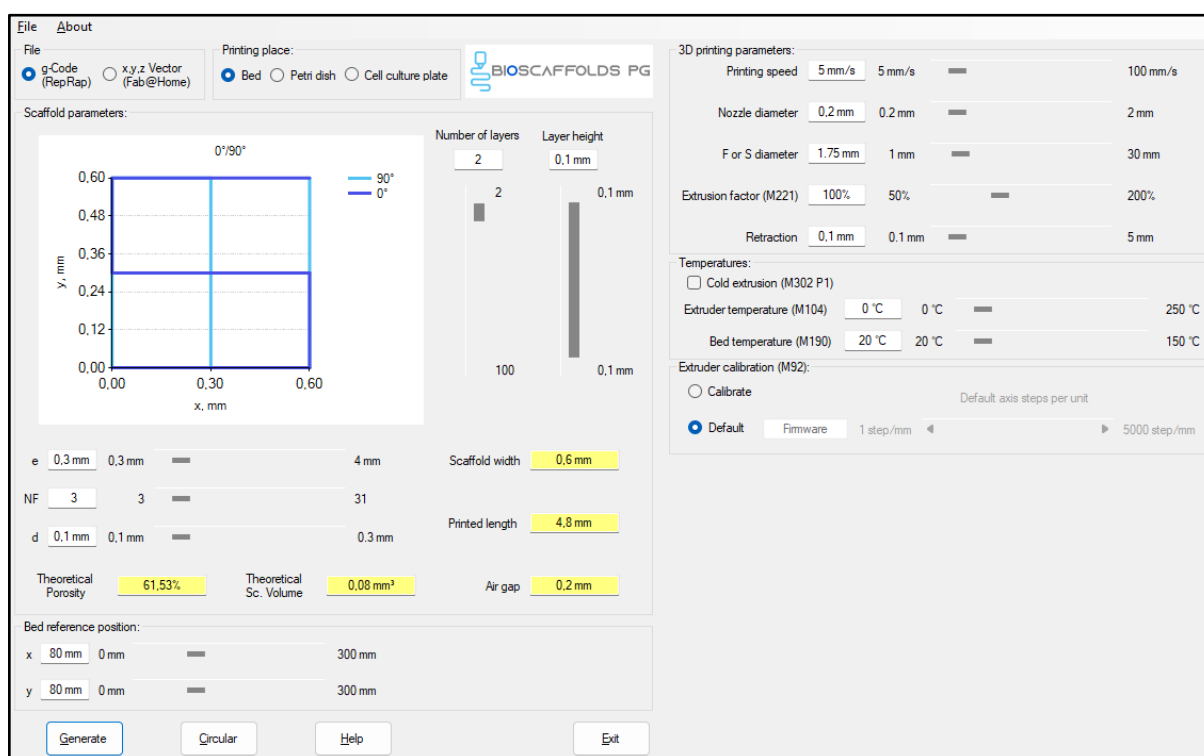 File About
File
g-Code (RepRap)
x,y,z Vector (Fab@Home)
Printing place:
Bed Petri dish Cell culture plate
BIOSCAFFOLDS PG
Scaffold parameters:
0°/90°
90°
0°
0,60
0,48
0,36
0,24
0,12
0,00
y, mm
0,00 0,30 0,60
x, mm
Number of layers
2
2
100
Layer height
0,1 mm
0,1 mm
0,1 mm
e 0,3 mm 0,3 mm 4 mm
NF 3 3 31
d 0,1 mm 0,1 mm 0.3 mm
Scaffold width 0,6 mm
Printed length 4,8 mm
Theoretical Porosity 61,53%
Theoretical Sc. Volume 0,08 mm³
Air gap 0,2 mm
Bed reference position:
x 80 mm 0 mm 300 mm
y 80 mm 0 mm 300 mm
Generate Circular Help Exit
3D printing parameters:
Printing speed 5 mm/s 5 mm/s 100 mm/s
Nozzle diameter 0,2 mm 0.2 mm 2 mm
F or S diameter 1.75 mm 1 mm 30 mm
Extrusion factor (M221) 100% 50% 200%
Retraction 0,1 mm 0.1 mm 5 mm
Temperatures:
Cold extrusion (M302 P1)
Extruder temperature (M104) 0 °C 0 °C 250 °C
Bed temperature (M190) 20 °C 20 °C 150 °C
Extruder calibration (M92):
Calibrate
Default axis steps per unit
Default Firmware 1 step/mm 5000 step/mm